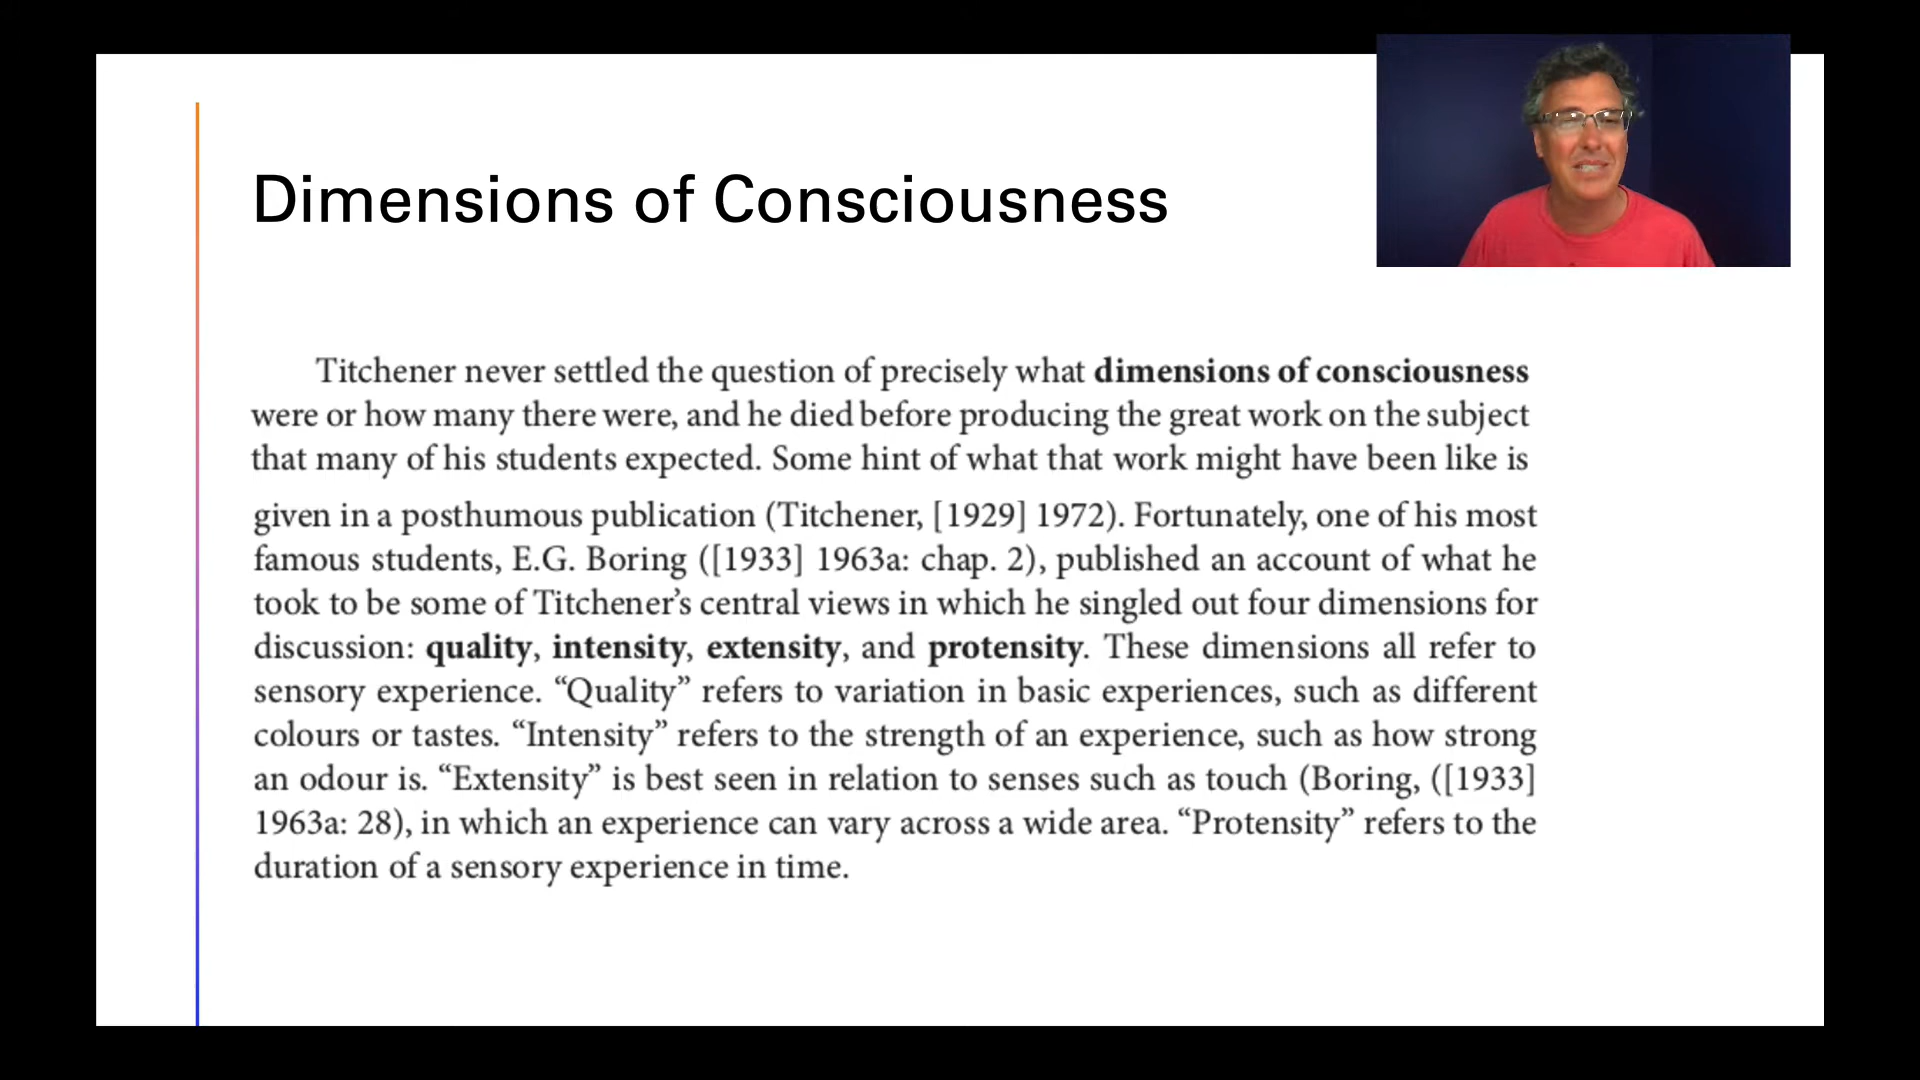 Dimensions of Consciousness
Titchener never settled the question of precisely what dimensions of consciousness
were or how many there were, and he died before producing the great work on the subject
that many of his students expected. Some hint of what that work might have been like is
given in a posthumous publication (Titchener, [1929] 1972). Fortunately, one of his most
famous students, E.G. Boring ([1933] 1963a: chap. 2), published an account of what he
took to be some of Titchener’s central views in which he singled out four dimensions for
discussion: quality, intensity, extensity, and protensity. These dimensions all refer to
sensory experience. “Quality” refers to variation in basic experiences, such as different
colours or tastes. “Intensity” refers to the strength of an experience, such as how strong
an odour is. “Extensity” is best seen in relation to senses such as touch (Boring, ([1933]
1963a: 28), in which an experience can vary across a wide area. “Protensity” refers to the
duration of a sensory experience in time.